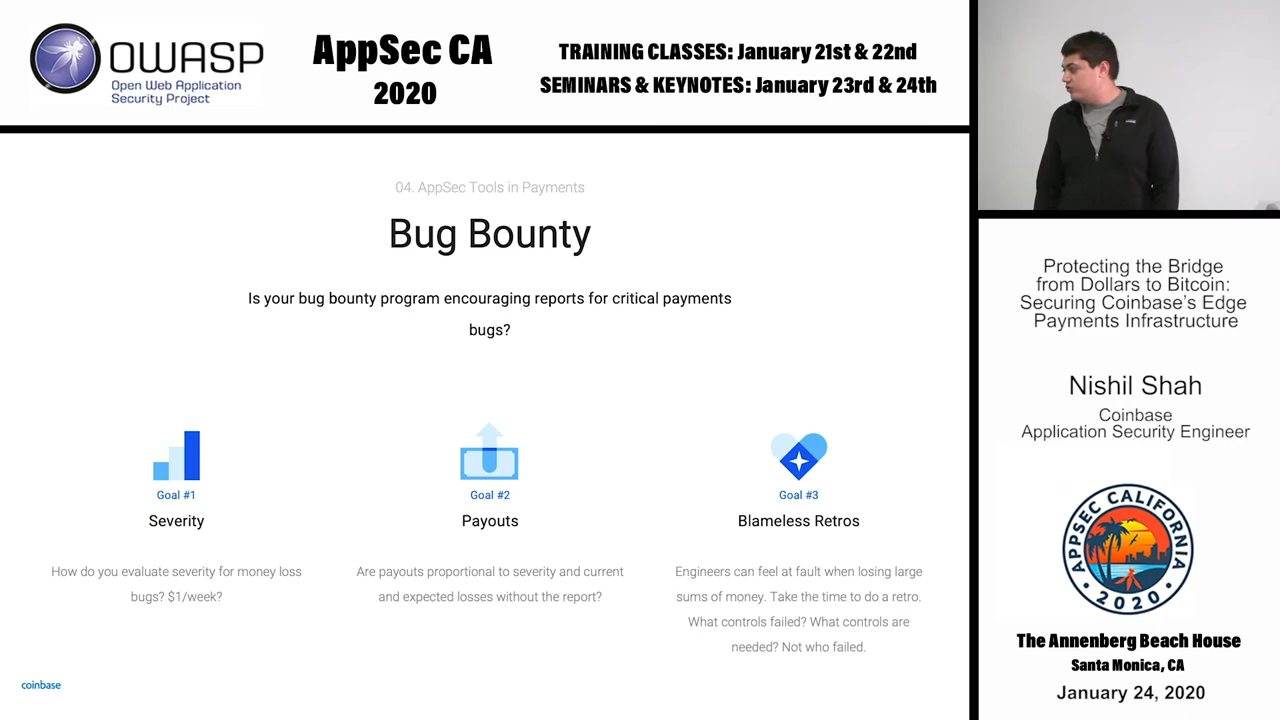 OWASP
Open Web Application
Security Project
AppSec CA
2020
TRAINING CLASSES: January 21st & 22nd
SEMINARS & KEYNOTES: January 23rd & 24th
04. AppSec Tools in Payments
Bug Bounty
Is your bug bounty program encouraging reports for critical payments
bugs?
Goal #1
Severity
How do you evaluate severity for money loss
bugs? $1/week?
Goal #2
Payouts
Are payouts proportional to severity and current
and expected losses without the report?
Goal #3
Blameless Retros
Engineers can feel at fault when losing large
sums of money. Take the time to do a retro.
What controls failed? What controls are
needed? Not who failed.
coinbase
Protecting the Bridge
from Dollars to Bitcoin:
Securing Coinbase's Edge
Payments Infrastructure
Nishil Shah
Coinbase
Application Security Engineer
APPSEC CALIFORNIA
2020
The Annenberg Beach House
Santa Monica, CA
January 24, 2020